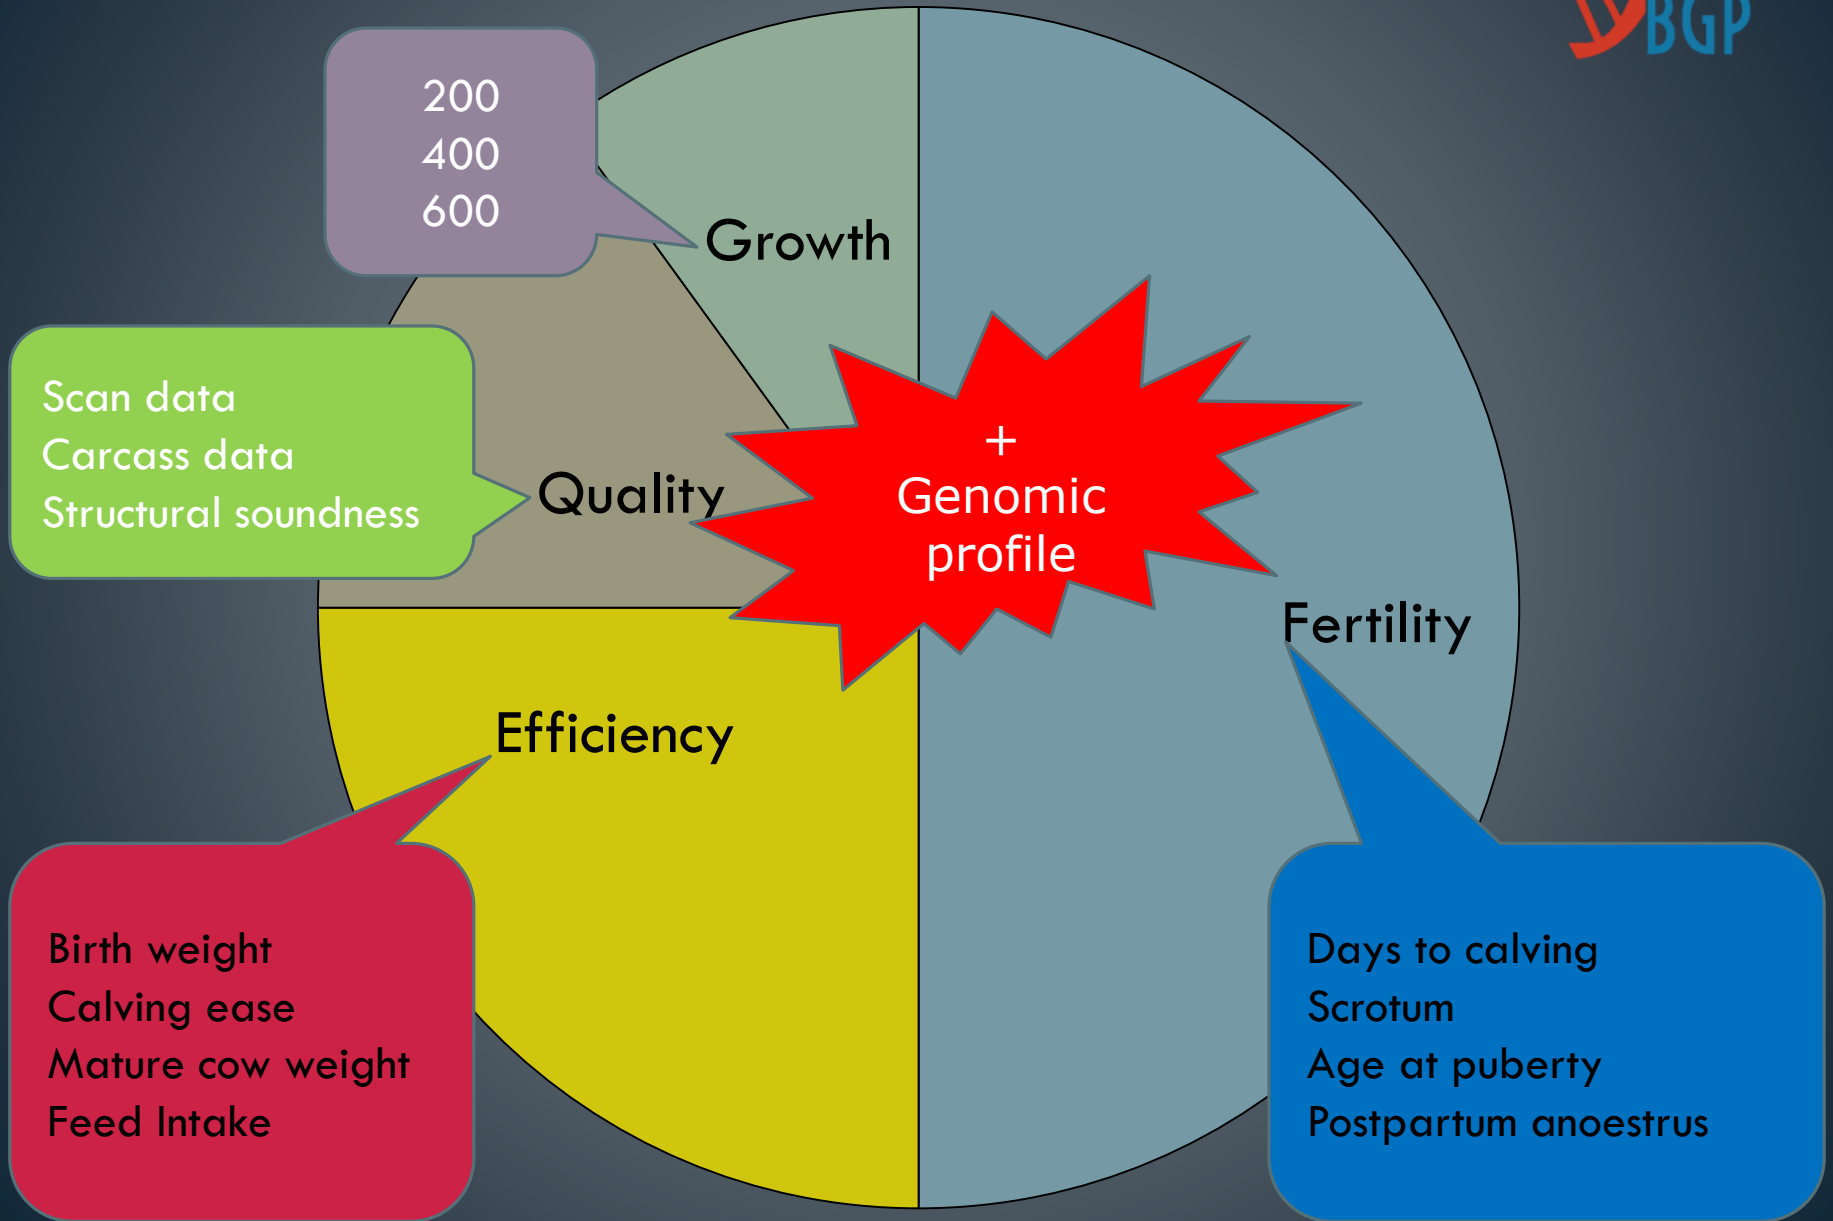 BGP
200
400
600
Growth
Scan data
Carcass data
Structural soundness
Quality
+
Genomic
profile
Fertility
Efficiency
Birth weight
Calving ease
Mature cow weight
Feed Intake
Days to calving
Scrotum
Age at puberty
Postpartum anoestrus